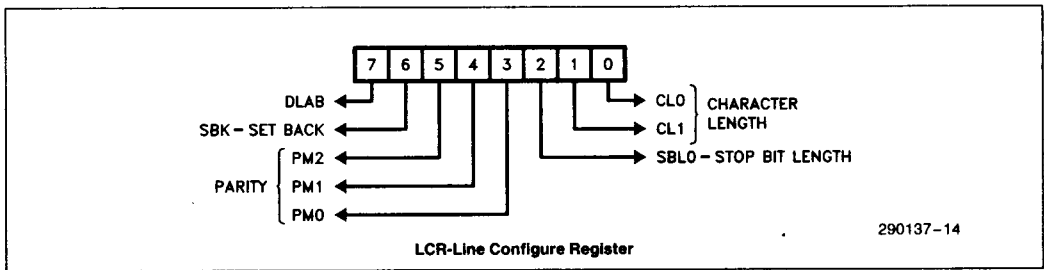 7 6 5 4 3 2 1 0
DLAB
SBK – SET BACK
PM2
PARITY PM1
PM0
CL0 CHARACTER
CL1 LENGTH
SBL0 – STOP BIT LENGTH
290137–14
LCR-Line Configure Register